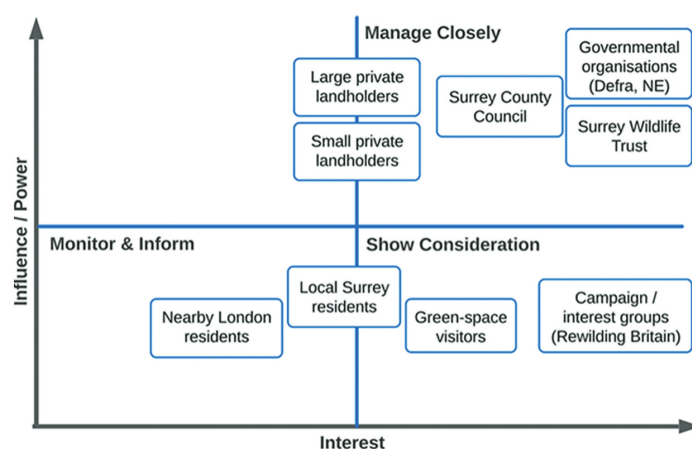 Manage Closely
Governmental
organisations
(Defra, NE)
Large private
landholders
Surrey County
Council
Small private
landholders
Surrey Wildlife
Trust
Influence / Power
Monitor & Inform
Show Consideration
Local Surrey
residents
Nearby London
residents
Green-space
visitors
Campaign /
interest groups
(Rewilding Britain)
Interest